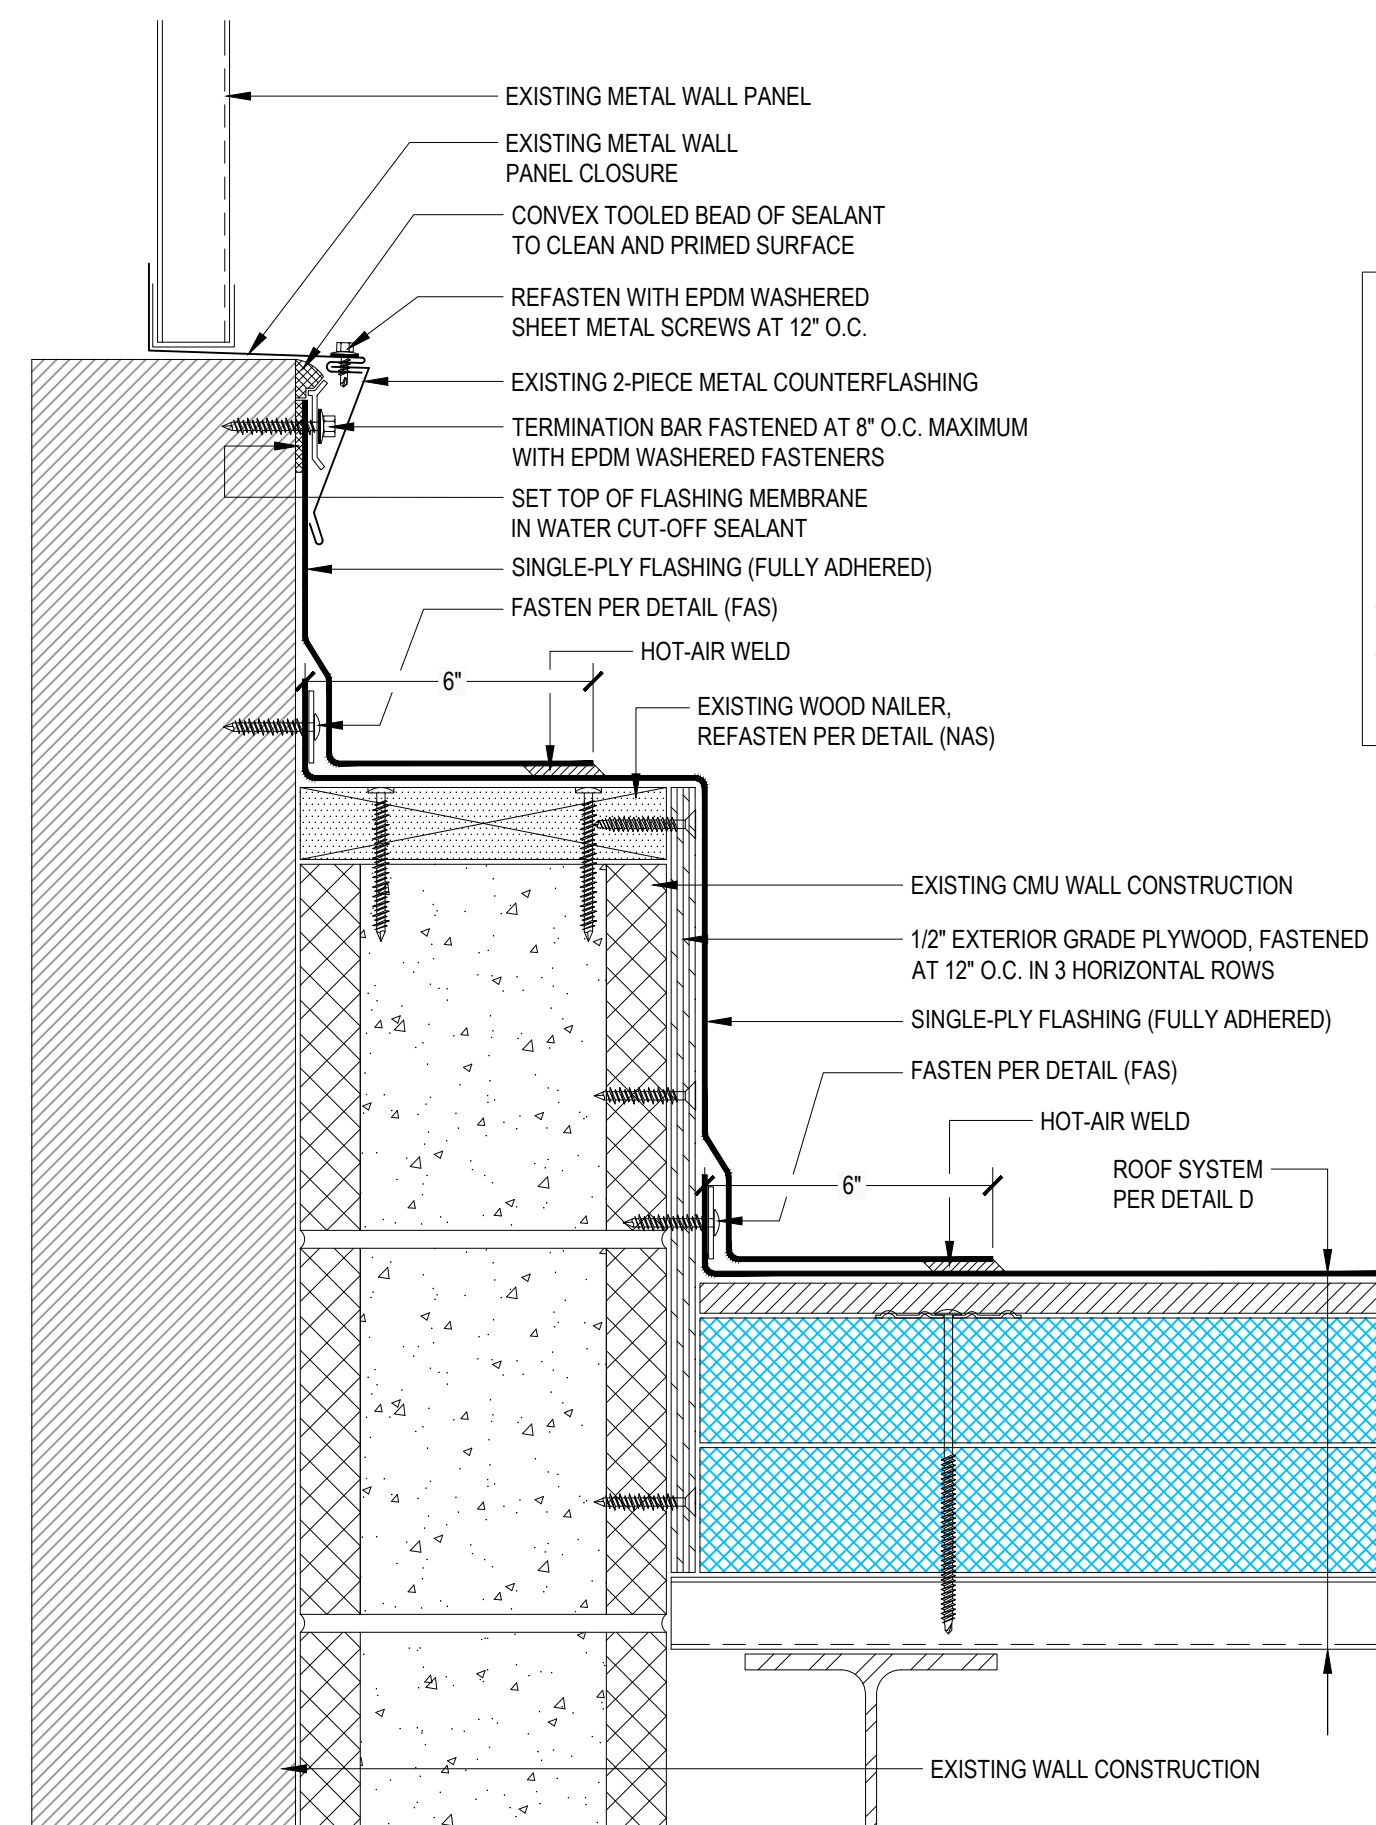 EXISTING METAL WALL PANEL
EXISTING METAL WALL
PANEL CLOSURE
CONVEX TOOLED BEAD OF SEALANT
TO CLEAN AND PRIMED SURFACE
REFASTEN WITH EPDM WASHERED
SHEET METAL SCREWS AT 12" O.C.
EXISTING 2-PIECE METAL COUNTERFLASHING
TERMINATION BAR FASTENED AT 8" O.C. MAXIMUM
WITH EPDM WASHERED FASTENERS
SET TOP OF FLASHING MEMBRANE
IN WATER CUT-OFF SEALANT
SINGLE-PLY FLASHING (FULLY ADHERED)
FASTEN PER DETAIL (FAS)
HOT-AIR WELD
6"
EXISTING WOOD NAILER,
REFASTEN PER DETAIL (NAS)
EXISTING CMU WALL CONSTRUCTION
1/2" EXTERIOR GRADE PLYWOOD, FASTENED
AT 12" O.C. IN 3 HORIZONTAL ROWS
SINGLE-PLY FLASHING (FULLY ADHERED)
FASTEN PER DETAIL (FAS)
HOT-AIR WELD
6"
ROOF SYSTEM
PER DETAIL D
EXISTING WALL CONSTRUCTION